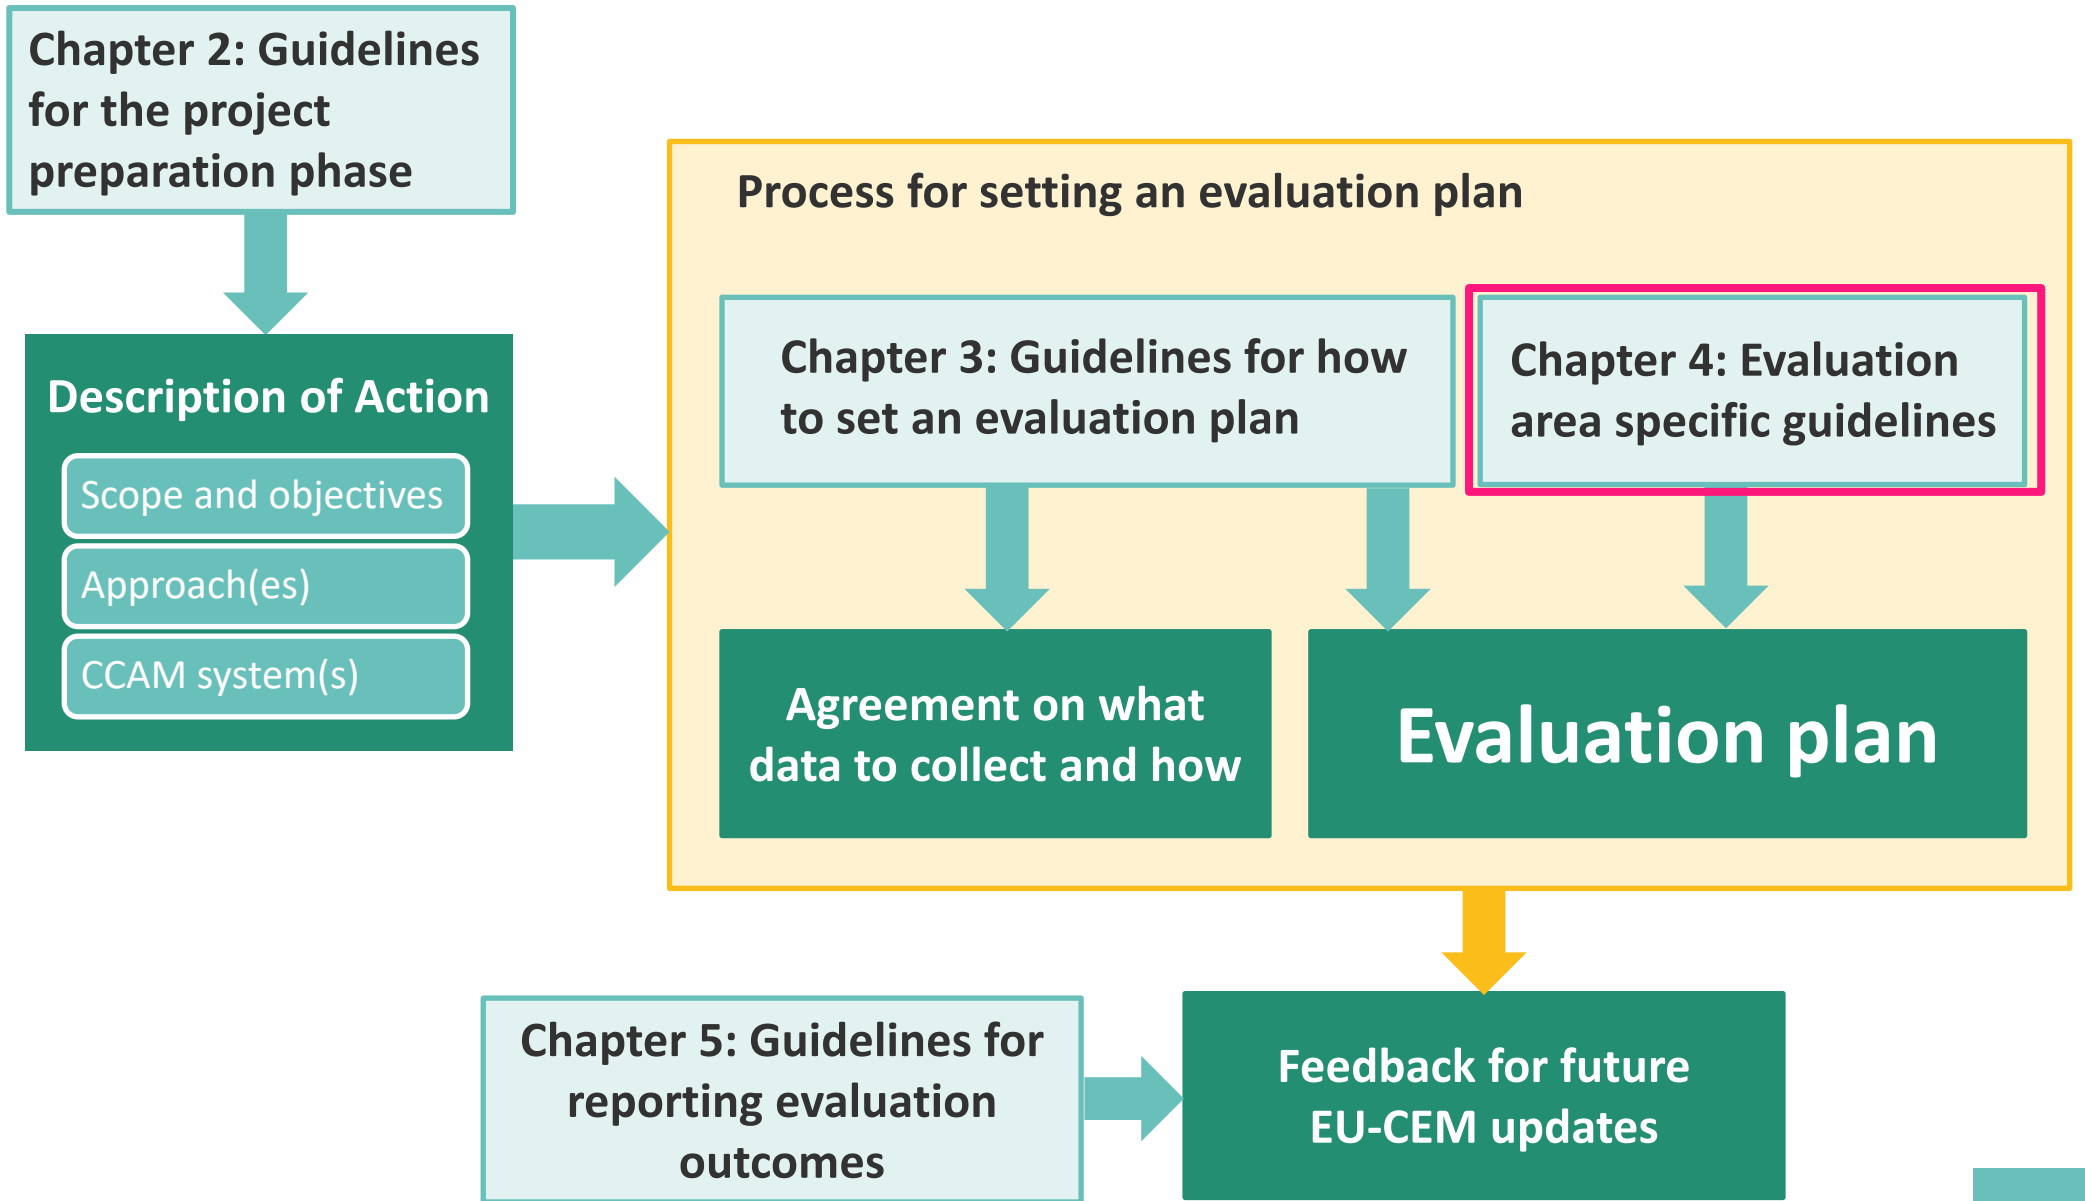 Chapter 2: Guidelines
for the project
preparation phase
Description of Action
Scope and objectives
Approach(es)
CCAM system(s)
Process for setting an evaluation plan
Chapter 3: Guidelines for how
to set an evaluation plan
Chapter 4: Evaluation
area specific guidelines
Agreement on what
data to collect and how
Evaluation plan
Chapter 5: Guidelines for
reporting evaluation
outcomes
Feedback for future
EU-CEM updates